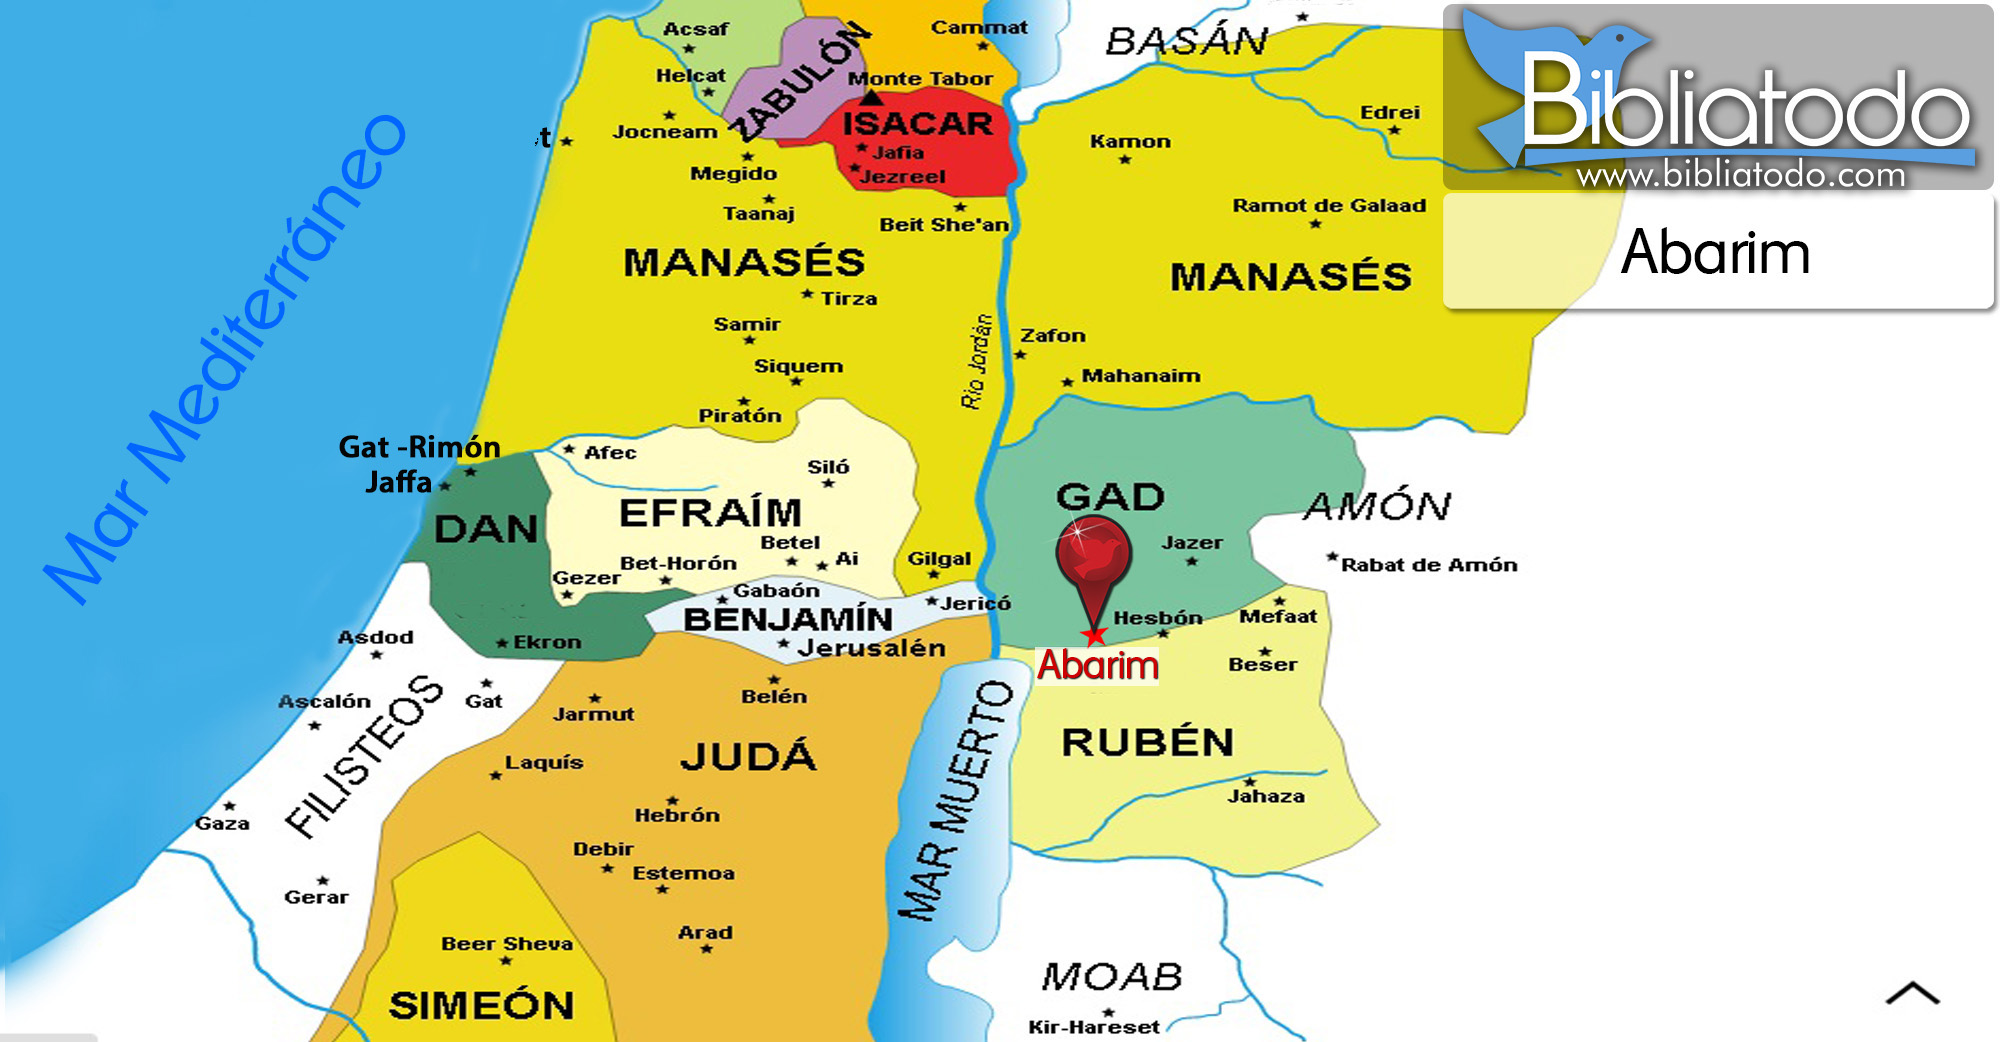 Acsaf
ZABULÓN
Cammat
BASÁN
Bibliatodo
www.bibliatodo.com
Abarim
Helcat
Monte Tabor
Edrei
Mar Mediterráneo
t
Jocneam
ISACAR
Kamon
Jafia
Megido
Jezreel
Taanaj
Beit She'an
Ramot de Galaad
MANASÉS
MANASÉS
Tirza
Samir
Río Jordán
Zafon
Siquem
Mahanaim
Piratón
Gat -Rimón
Afec
Siló
Jaffa
GAD
AMÓN
EFRAÍM
DAN
Betel
Ai
Bet-Horón
Gilgal
Jazer
Rabat de Amón
Gezer
Gabaón
Jericó
BENJAMÍN
Hesbón
Mefaat
Asdod
Ekron
Jerusalén
Abarim
Beser
Ascalón
Gat
Belén
Jarmut
FILISTEOS
MAR MUERTO
RUBÉN
JUDÁ
Laquís
Jahaza
Gaza
Hebrón
Debir
Estemoa
Gerar
Arad
Beer Sheva
MOAB
SIMEÓN
Kir-Hareset